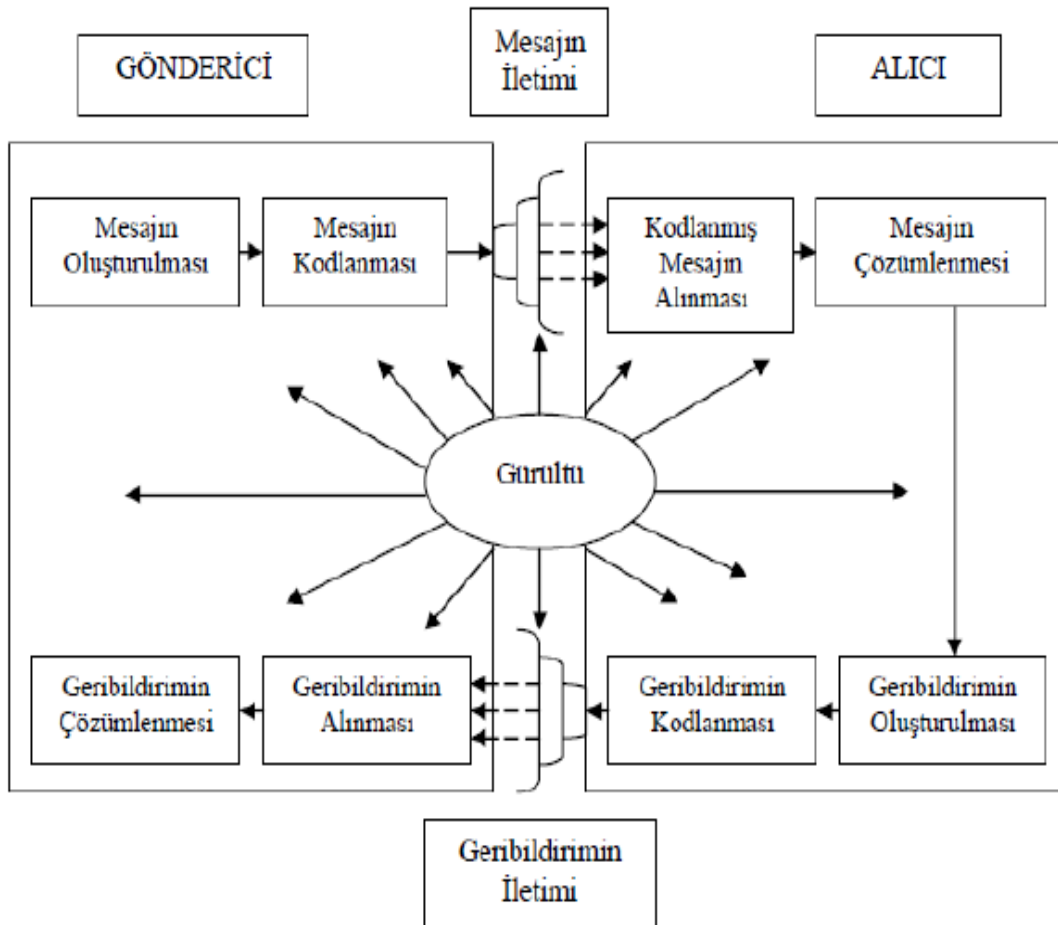 GÖNDERİCİ
Mesajın
İletimi
ALICI
Mesajın
Oluşturulması
Mesajın
Kodlanması
Kodlanmış
Mesajın
Alınması
Mesajın
Çözümlenmesi
Gürültü
Geribildirimin
Çözümlenmesi
Geribildirimin
Alınması
Geribildirimin
Kodlanması
Geribildirimin
Oluşturulması
Geribildirimin
İletimi